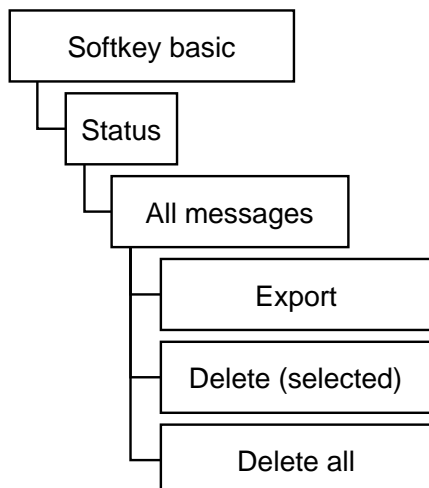 Softkey basic
Status
All messages
Export
Delete (selected)
Delete all